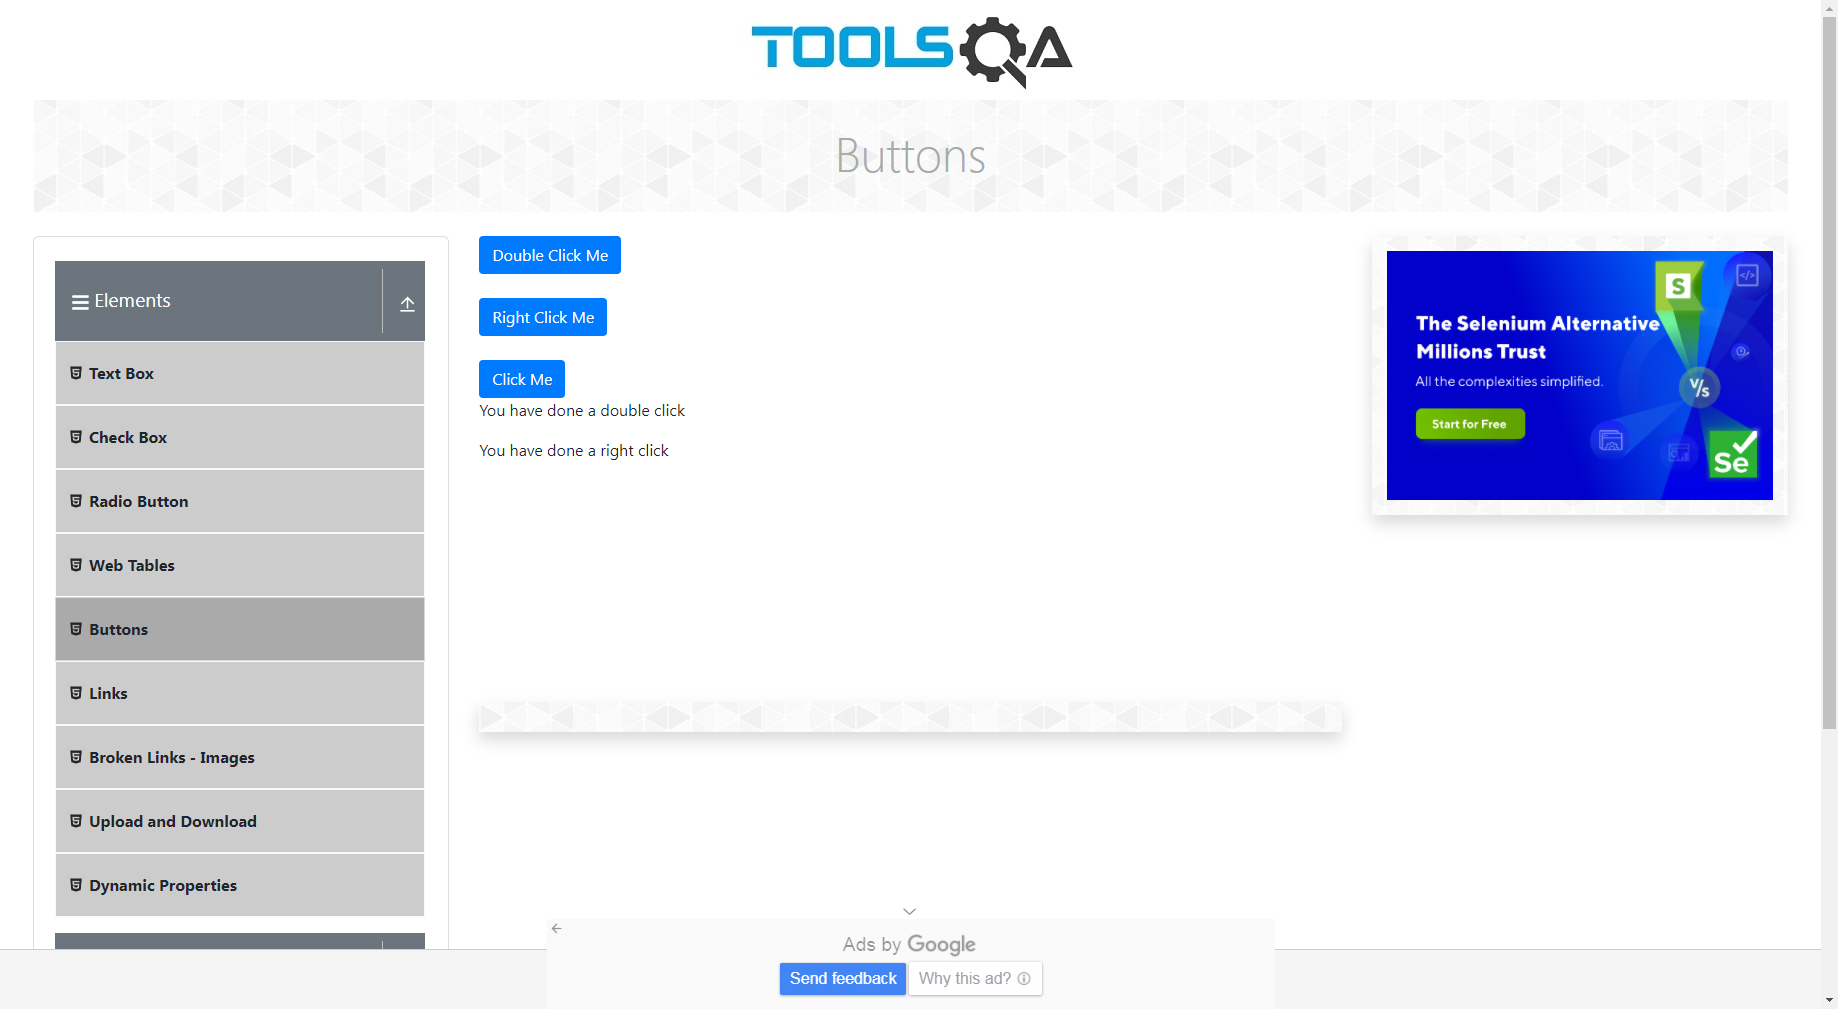 TOOLSQA
Buttons
Elements
Text Box
Check Box
Radio Button
Web Tables
Buttons
Links
Broken Links - Images
Upload and Download
Dynamic Properties
Double Click Me
Right Click Me
Click Me
You have done a double click
You have done a right click
The Selenium Alternative
Millions Trust
All the complexities simplified.
Start for Free
S
</>
V/S
Se
Ads by Google
Send feedback
Why this ad?